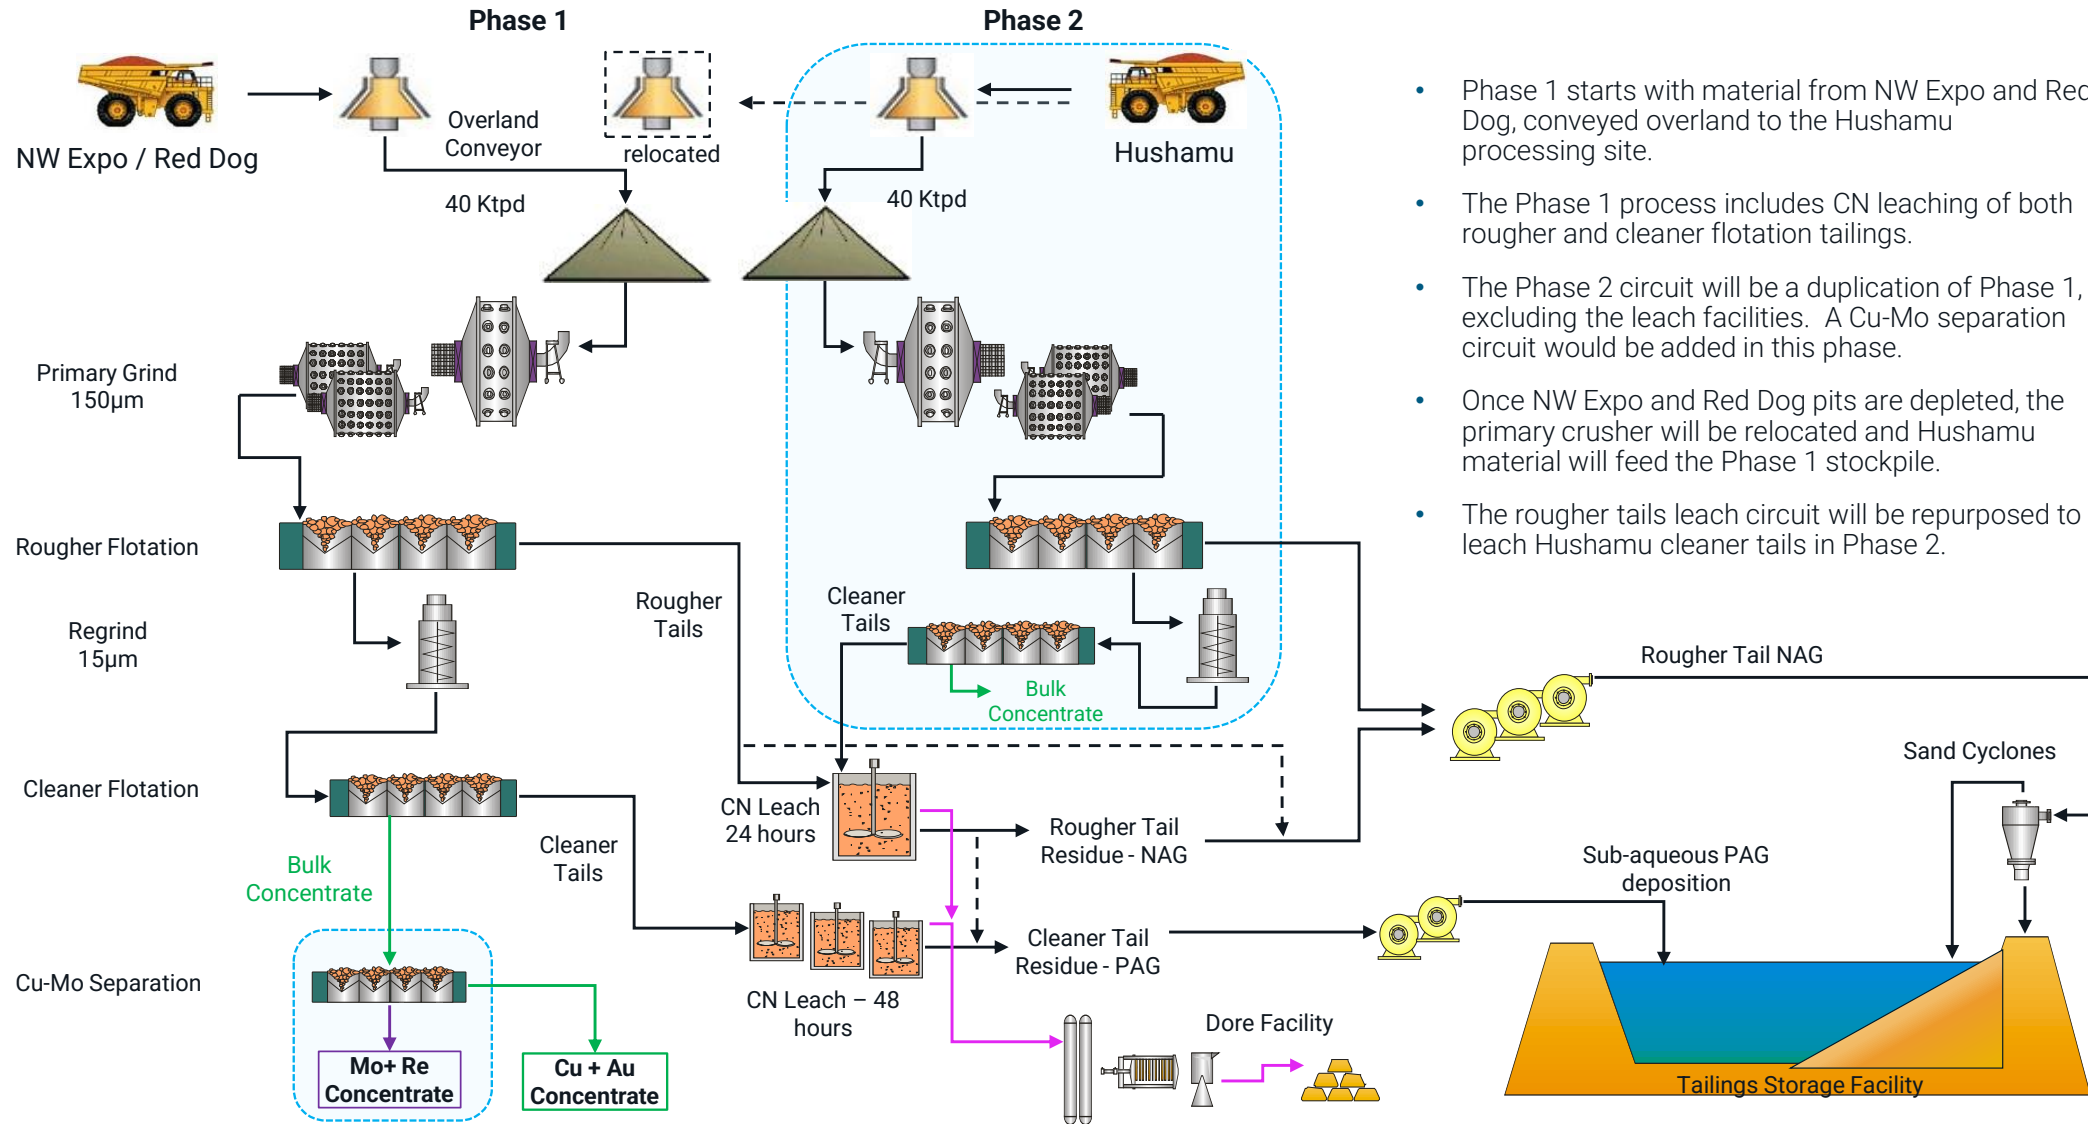 Phase 1
Phase 2
NW Expo / Red Dog
Overland
Conveyor
relocated
Hushamu
40 Ktpd
40 Ktpd
Primary Grind
150µm
Rougher Flotation
Rougher
Tails
Cleaner
Tails
Regrind
15µm
Bulk
Concentrate
Cleaner Flotation
CN Leach
24 hours
Rougher Tail
Residue - NAG
Bulk
Concentrate
Cleaner
Tails
Cleaner Tail
Residue - PAG
Cu-Mo Separation
CN Leach – 48
hours
Dore Facility
Mo+ Re
Concentrate
Cu + Au
Concentrate
• Phase 1 starts with material from NW Expo and Red
Dog, conveyed overland to the Hushamu
processing site.
• The Phase 1 process includes CN leaching of both
rougher and cleaner flotation tailings.
• The Phase 2 circuit will be a duplication of Phase 1,
excluding the leach facilities. A Cu-Mo separation
circuit would be added in this phase.
• Once NW Expo and Red Dog pits are depleted, the
primary crusher will be relocated and Hushamu
material will feed the Phase 1 stockpile.
• The rougher tails leach circuit will be repurposed to
leach Hushamu cleaner tails in Phase 2.
Rougher Tail NAG
Sand Cyclones
Sub-aqueous PAG
deposition
Tailings Storage Facility